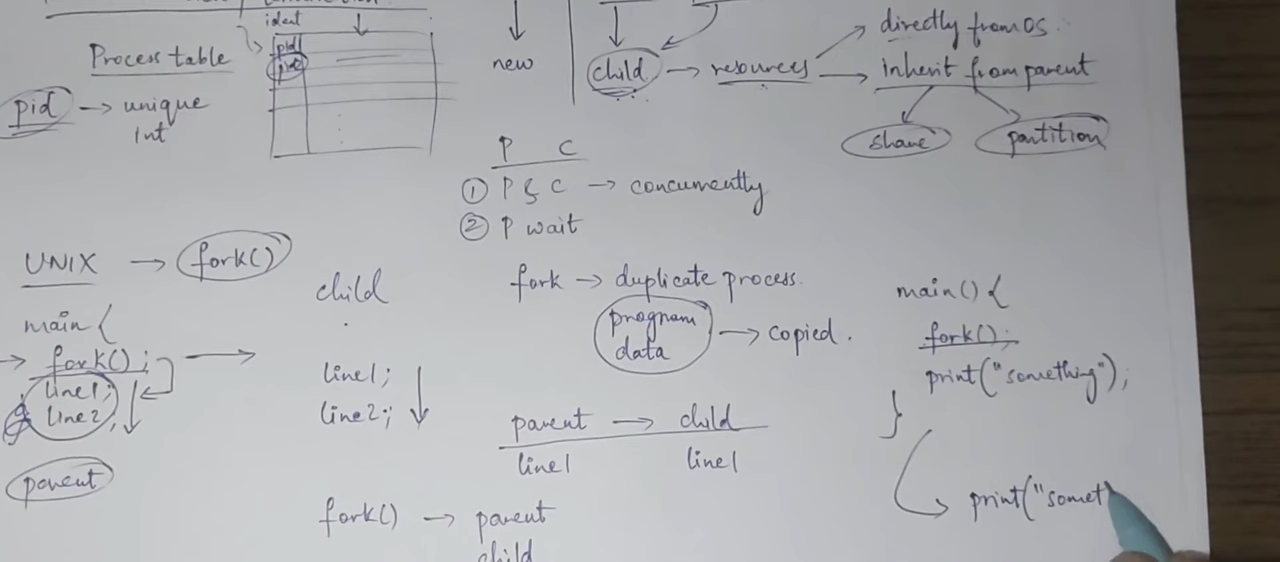 ident
Process table
pid
pid → unique
Int
new
child → resources
directly from OS.
inherit from parent
share
partition
P C
① P & C → concurrently
② P wait
UNIX → fork()
main {
fork();
line1;
line2;
parent
child
line1;
line2;
fork → duplicate process.
program
data
→ copied.
parent → child
line1 line1
fork() → parent
child
main() {
fork();
print("something");
}
print("somet